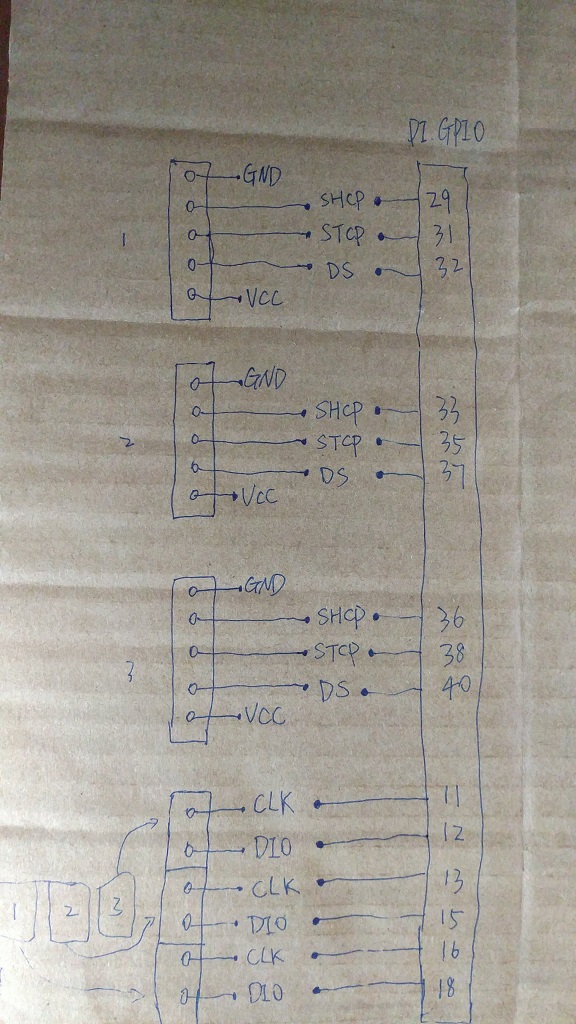 PI GPIO
GND
SHCP 29
1 STCP 31
DS 32
VCC
GND
SHCP 33
2 STCP 35
DS 37
VCC
GND
SHCP 36
3 STCP 38
DS 40
VCC
CLK 11
DIO 12
CLK 13
1 2 3
DIO 15
CLK 16
DIO 18